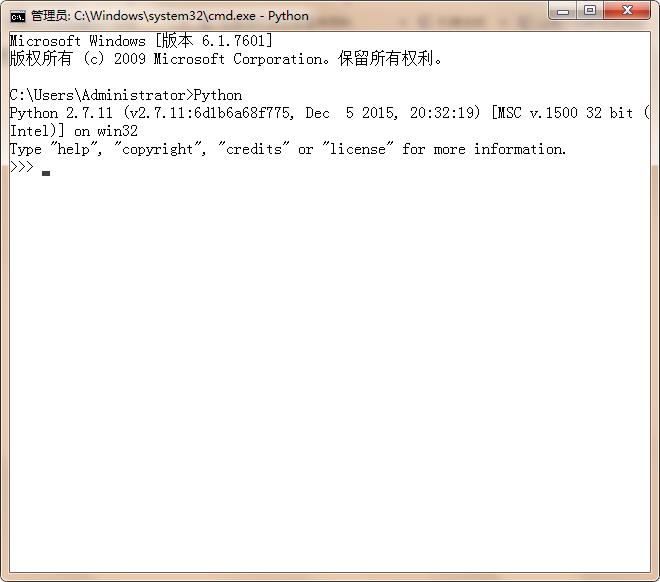 管理员: C:\Windows\system32\cmd.exe - Python
Microsoft Windows [版本 6.1.7601]
版权所有 (c) 2009 Microsoft Corporation。保留所有权利。
C:\Users\Administrator>Python
Python 2.7.11 (v2.7.11:6d1b6a68f775, Dec  5 2015, 20:32:19) [MSC v.1500 32 bit (
Intel)] on win32
Type "help", "copyright", "credits" or "license" for more information.
>>>